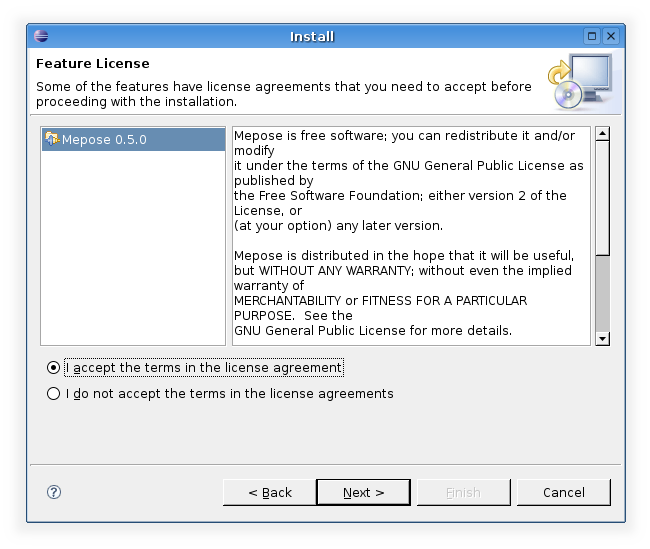 Install
Feature License
Some of the features have license agreements that you need to accept before
proceeding with the installation.
Mepose 0.5.0
Mepose is free software; you can redistribute it and/or
modify
it under the terms of the GNU General Public License as
published by
the Free Software Foundation; either version 2 of the
License, or
(at your option) any later version.
Mepose is distributed in the hope that it will be useful,
but WITHOUT ANY WARRANTY; without even the implied
warranty of
MERCHANTABILITY or FITNESS FOR A PARTICULAR
PURPOSE.  See the
GNU General Public License for more details.
I accept the terms in the license agreement
I do not accept the terms in the license agreements
?
< Back
Next >
Finish
Cancel